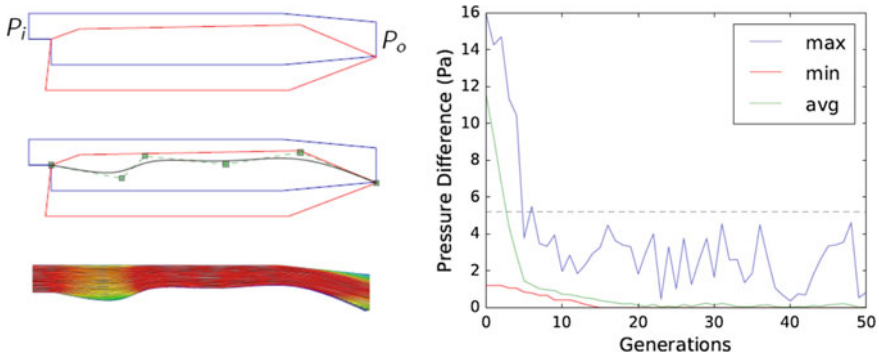 P_i
P_o
Pressure Difference (Pa)
16
14
12
10
8
6
4
2
0
max
min
avg
0 10 20 30 40 50
Generations